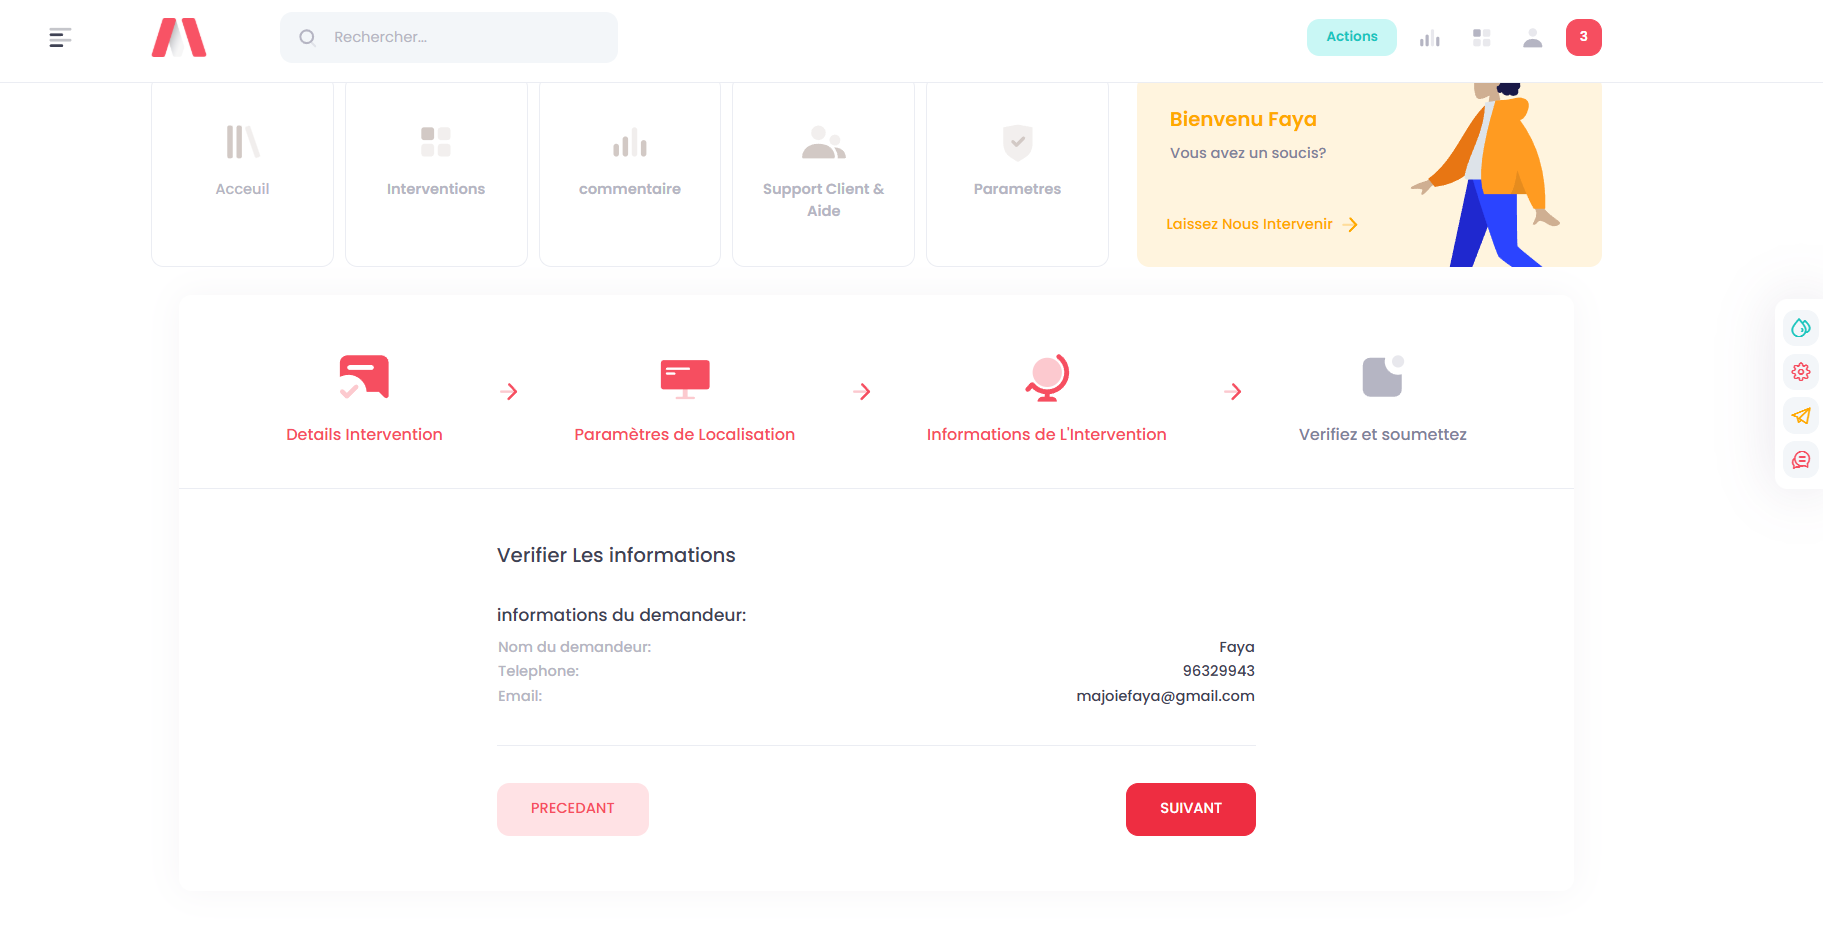 Rechercher...
Actions
3
Acceuil
Interventions
commentaire
Support Client &
Aide
Parametres
Bienvenu Faya
Vous avez un soucis?
Laissez Nous Intervenir
Details Intervention
Paramètres de Localisation
Informations de L'Intervention
Verifiez et soumettez
Verifier Les informations
informations du demandeur:
Nom du demandeur: Faya
Telephone: 96329943
Email: majoiefaya@gmail.com
PRECEDANT
SUIVANT